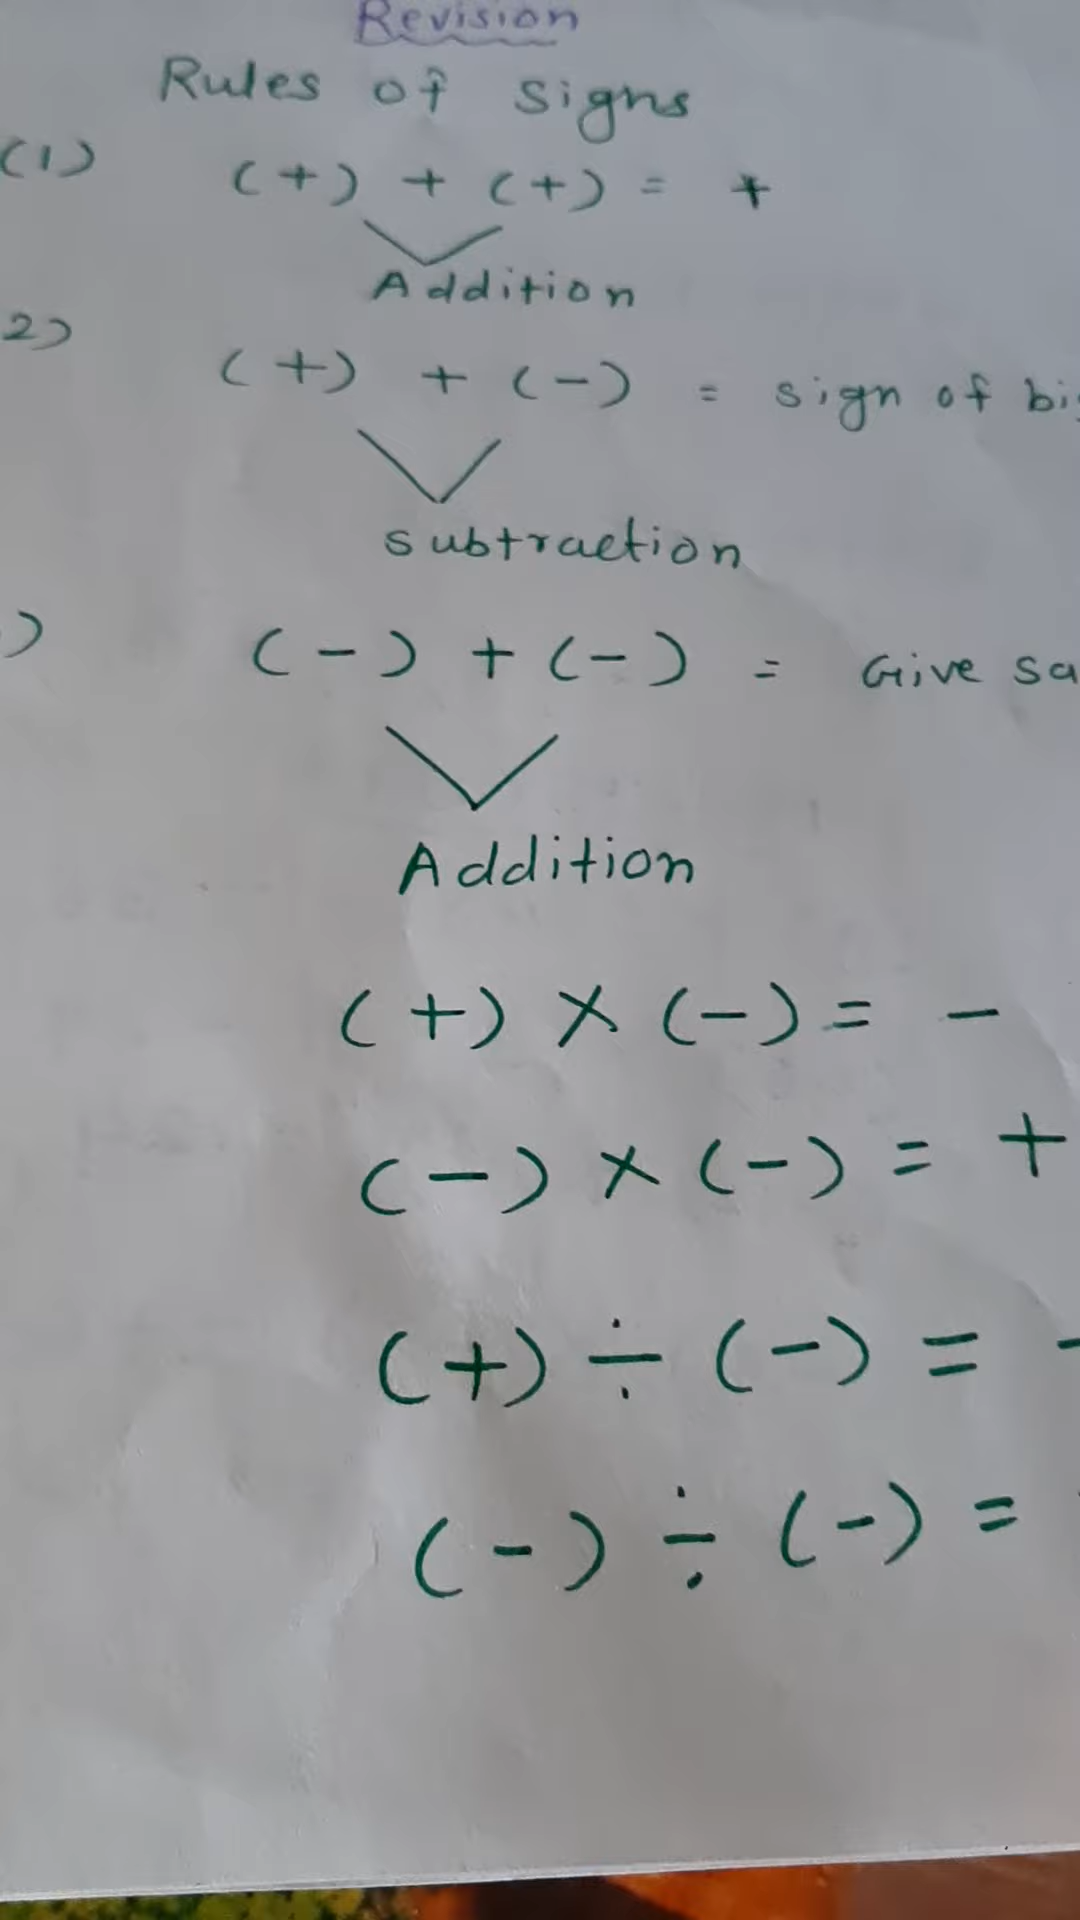 Revision
Rules of signs
(1) (+) + (+) = +
Addition
2) (+) + (-) = sign of
subtraction
) (-) + (-) = Give
Addition
(+) × (-) = -
(-) × (-) = +
(+) ÷ (-) = -
(-) ÷ (-) =